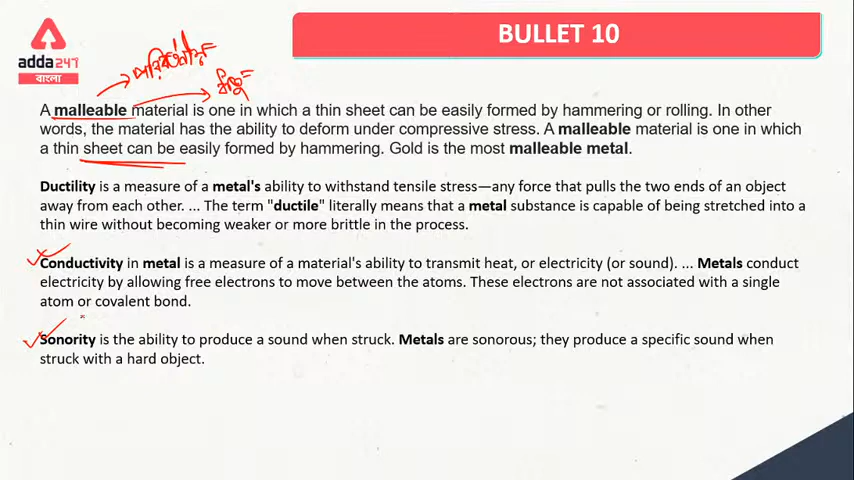 BULLET 10
adda247
বাংলা
A malleable material is one in which a thin sheet can be easily formed by hammering or rolling. In other
words, the material has the ability to deform under compressive stress. A malleable material is one in which
a thin sheet can be easily formed by hammering. Gold is the most malleable metal.
Ductility is a measure of a metal's ability to withstand tensile stress—any force that pulls the two ends of an object
away from each other. ... The term "ductile" literally means that a metal substance is capable of being stretched into a
thin wire without becoming weaker or more brittle in the process.
Conductivity in metal is a measure of a material's ability to transmit heat, or electricity (or sound). ... Metals conduct
electricity by allowing free electrons to move between the atoms. These electrons are not associated with a single
atom or covalent bond.
Sonority is the ability to produce a sound when struck. Metals are sonorous; they produce a specific sound when
struck with a hard object.